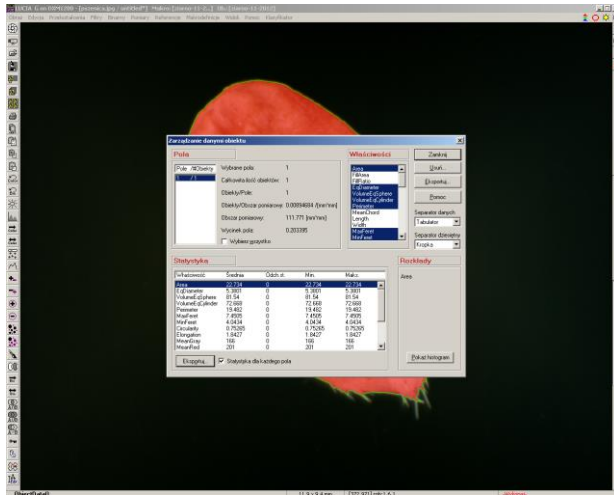 Zarządzanie danymi obiektu
Pola
Pole /#Obiekty
Wybrane pola: 1
Całkowita ilość obiektów: 1
Obiekty/Pole: 1
Obszar pomiarowy: 111.771 [mm²mm]
Wycinek pola: 0.203395
Wybierz wszystko
Właściwości
Area
FillArea
FillRatio
EqDiameter
VolumeEqSphere
VolumeEqCylinder
Perimeter
MeanChord
Length
Width
MaxFeret
MinFeret
Zamknij
Usuń...
Eksportuj...
Pomoc
Separator danych
Tabulator
Separator dziesiętny
Kropka
Statystyka
Właściwość Średnia Odch.st. Min. Maks.
Area 22.734 0 22.734 22.734
EqDiameter 5.3801 0 5.3801 5.3801
VolumeEqSphere 81.54 0 81.54 81.54
VolumeEqCylinder 72.668 0 72.668 72.668
Perimeter 19.482 0 19.482 19.482
MaxFeret 7.4505 0 7.4505 7.4505
MinFeret 4.0434 0 4.0434 4.0434
Circularity 0.75265 0 0.75265 0.75265
Elongation 1.8427 0 1.8427 1.8427
MeanGray 166 0 166 166
MeanRed 201 0 201 201
Eksportuj...
Statystyka dla każdego pola
Rozkłady
Area
Pokaż histogram